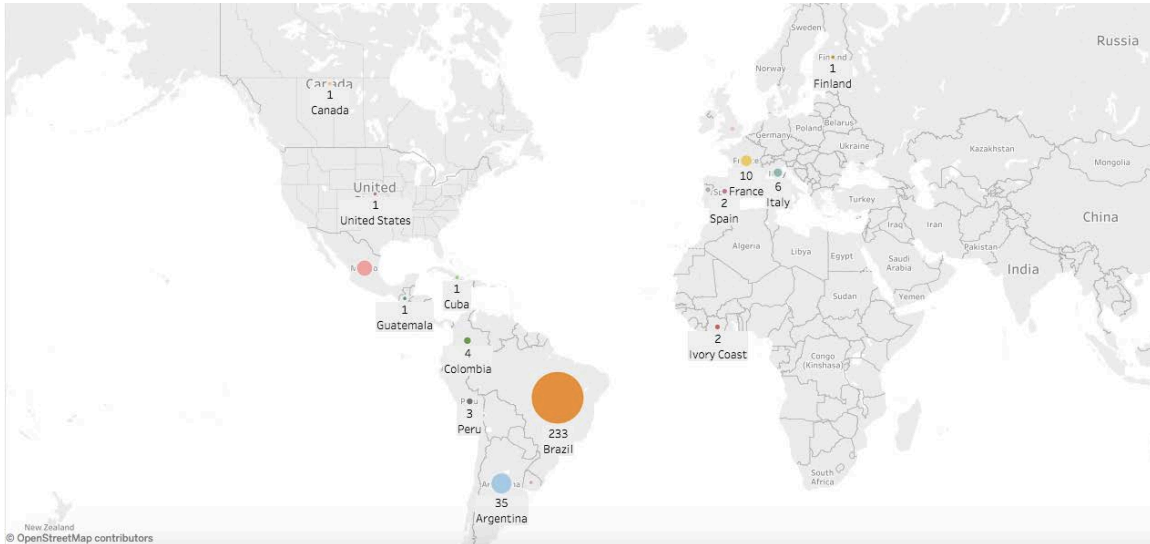 Sweden
Russia
Norway
1
Finland
Canada
1
Canada
Germany
Poland
Belarus
Ukraine
Kazakhstan
Mongolia
10
France
6
Italy
2
Spain
United
1
United States
Turkey
China
Iraq
Iran
Pakistan
Algeria
Libya
Egypt
Saudi
Arabia
India
1
Cuba
1
Guatemala
Sudan
Yemen
4
Colombia
2
Ivory Coast
Congo
(Kinshasa)
Peru
3
Peru
233
Brazil
South
Africa
35
Argentina
New Zealand
© OpenStreetMap contributors